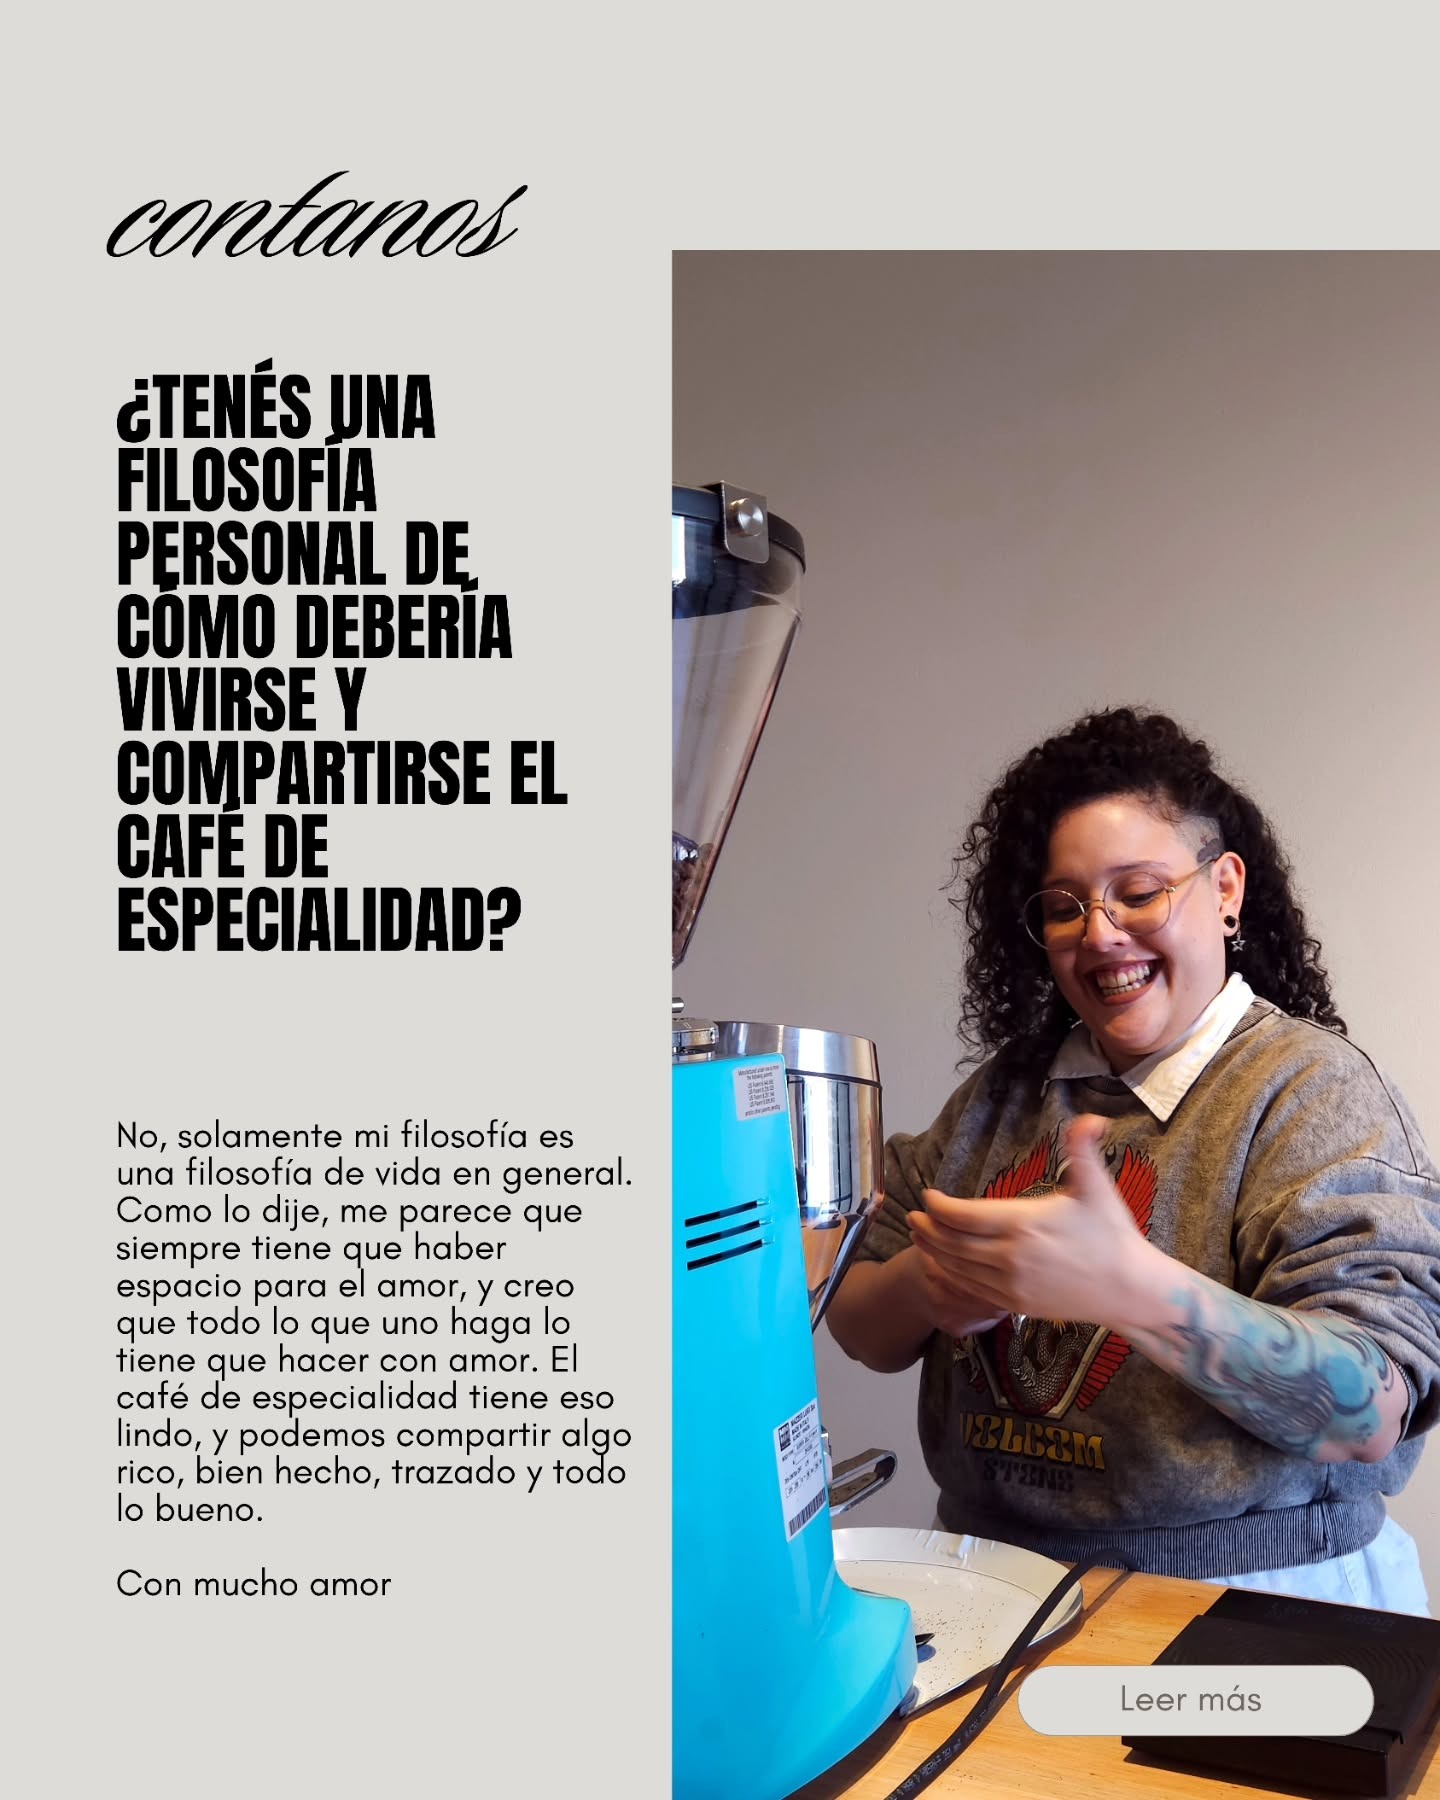 contanos
¿TENÉS UNA
FILOSOFÍA
PERSONAL DE
CÓMO DEBERÍA
VIVIRSE Y
COMPARTIRSE EL
CAFÉ DE
ESPECIALIDAD?
No, solamente mi filosofía es
una filosofía de vida en general.
Como lo dije, me parece que
siempre tiene que haber
espacio para el amor, y creo
que todo lo que uno haga lo
tiene que hacer con amor. El
café de especialidad tiene eso
lindo, y podemos compartir algo
rico, bien hecho, trazado y todo
lo bueno.
Con mucho amor
VOLCOM
STONE
Leer más